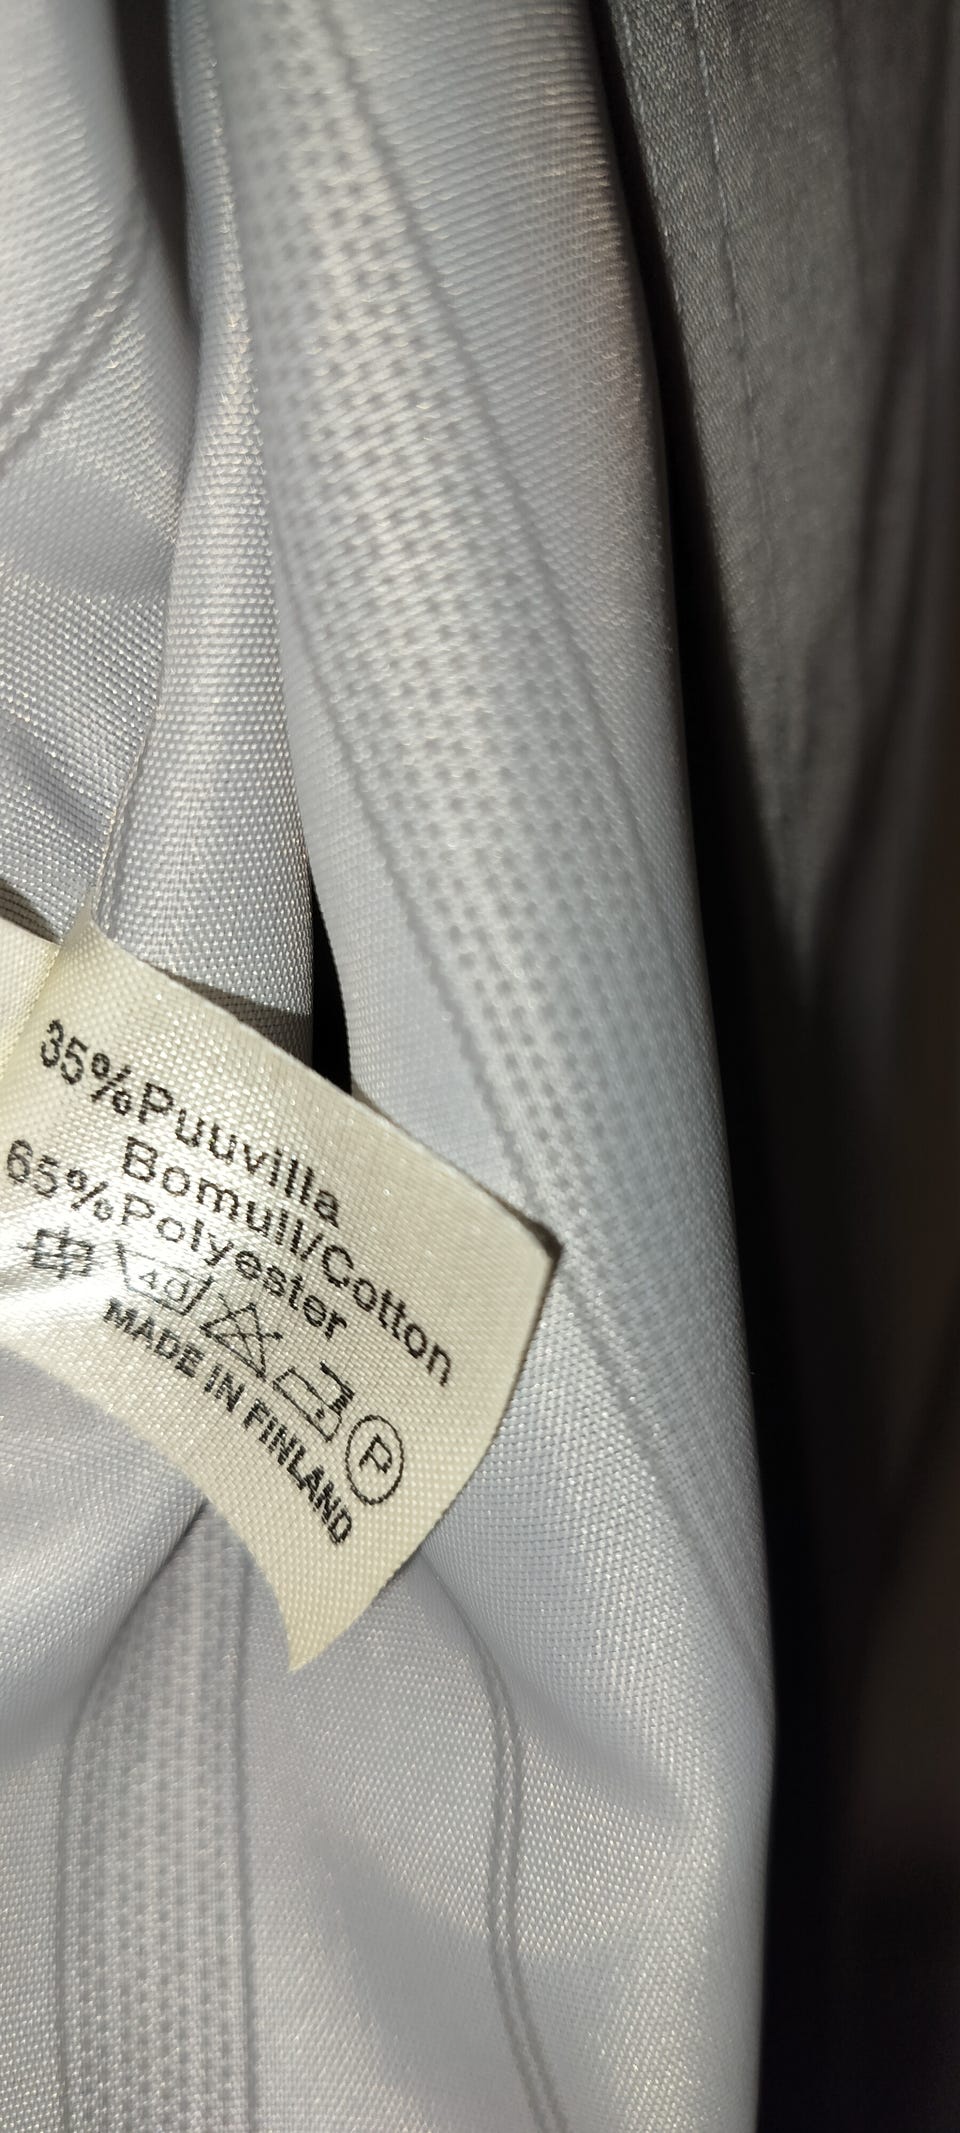 35%Puuvilla
Bomull/Cotton
65%Polyester
40 P
MADE IN FINLAND